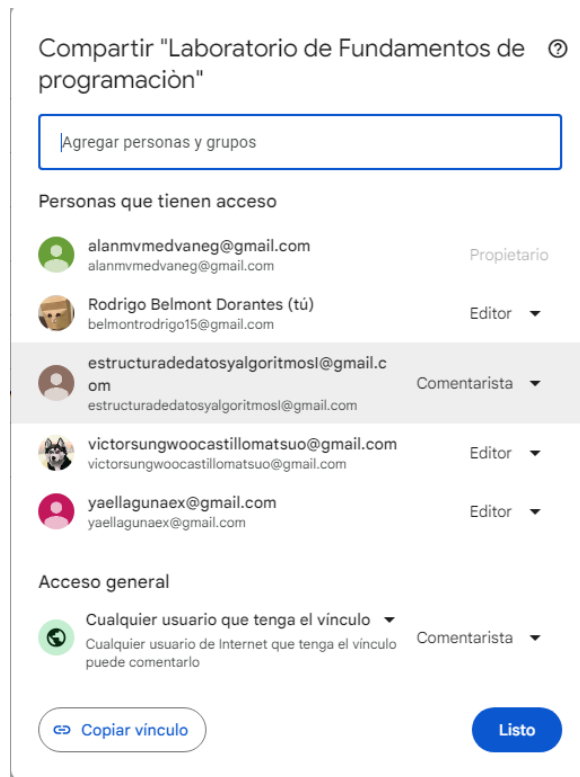 Compartir "Laboratorio de Fundamentos de
programaciòn"
Agregar personas y grupos
Personas que tienen acceso
alanmvmedvaneg@gmail.com
alanmvmedvaneg@gmail.com
Propietario
Rodrigo Belmont Dorantes (tú)
belmontrodrigo15@gmail.com
Editor
estructuradedatosyalgoritmosI@gmail.c
om
estructuradedatosyalgoritmosI@gmail.com
Comentarista
victorsungwoocastillomatsuo@gmail.com
victorsungwoocastillomatsuo@gmail.com
Editor
yaellagunaex@gmail.com
yaellagunaex@gmail.com
Editor
Acceso general
Cualquier usuario que tenga el vínculo
Cualquier usuario de Internet que tenga el vínculo
puede comentarlo
Comentarista
Copiar vínculo
Listo